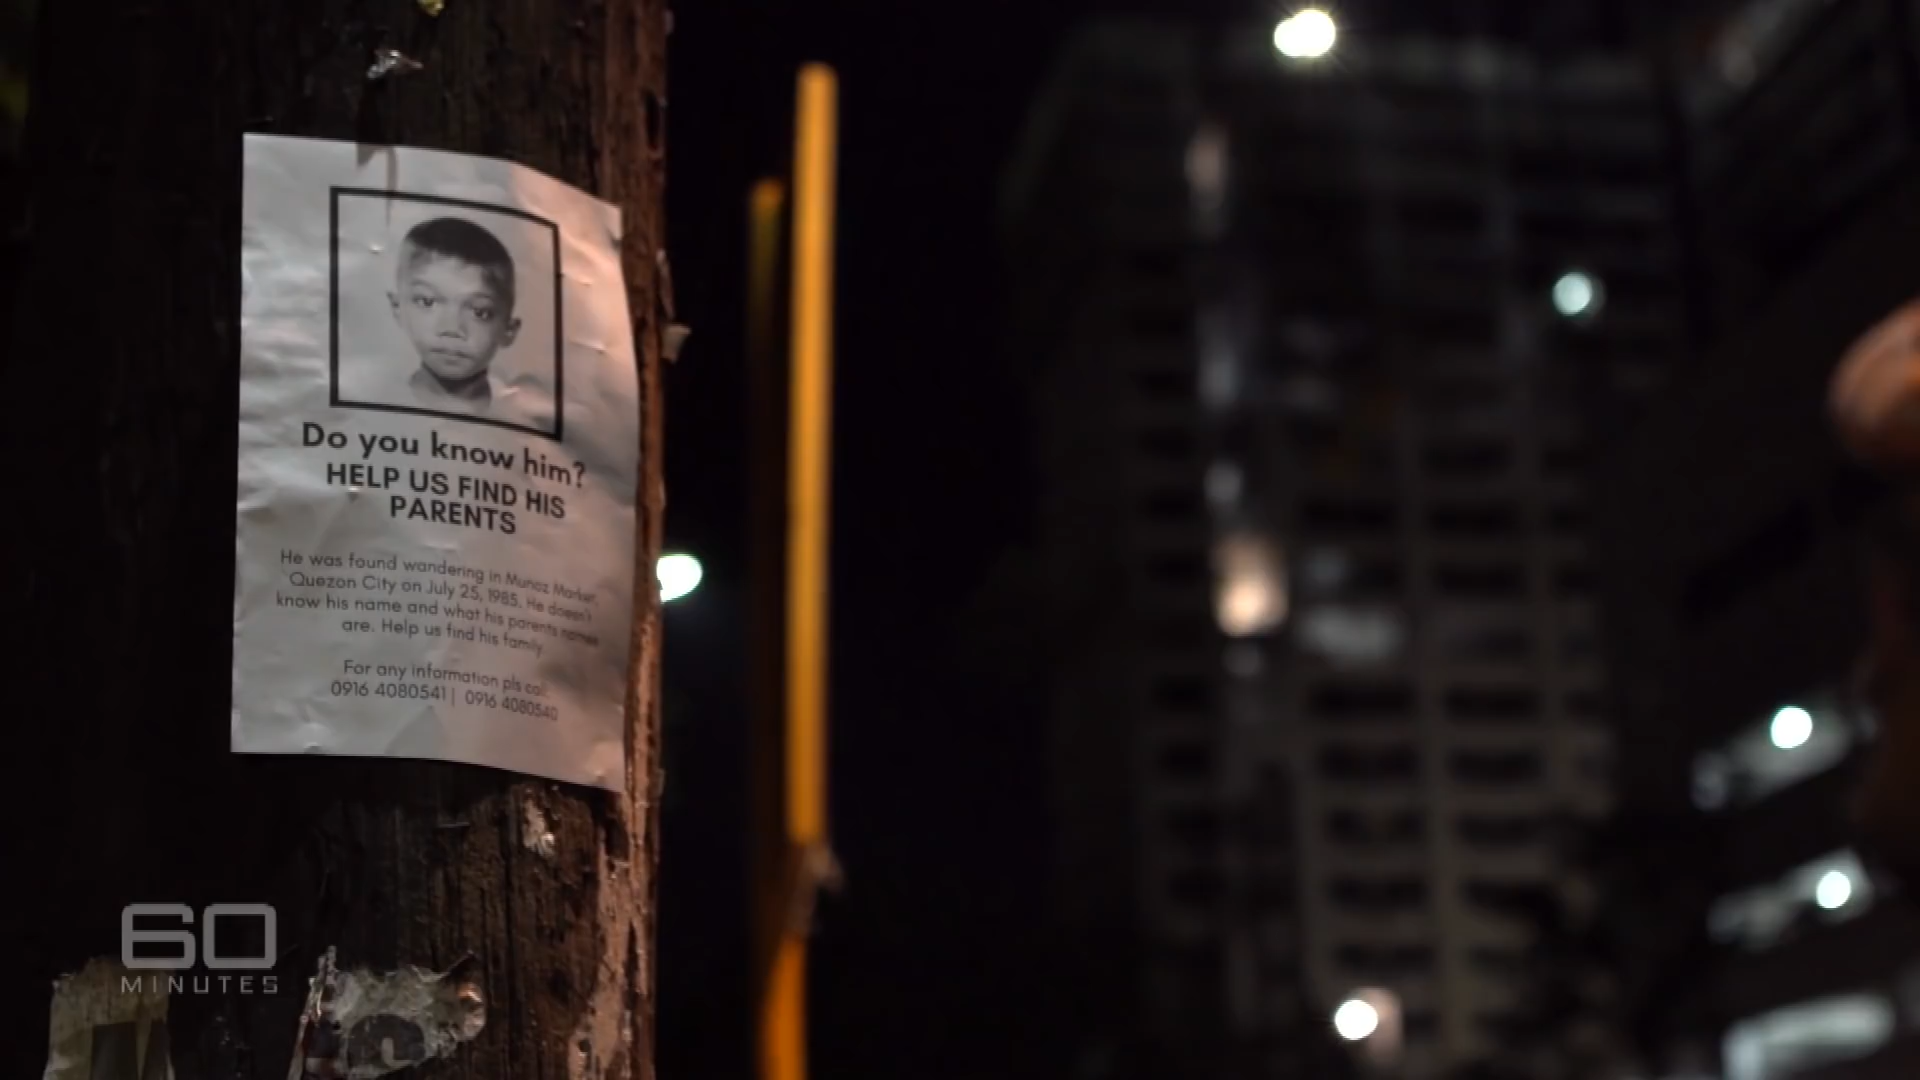 Do you know him?
HELP US FIND HIS
PARENTS
He was found wandering in Munoz Market,
Quezon City on July 25, 1985. He doesn't
know his name and what his parents names
are. Help us find his family.
For any information pls call:
0916 4080541 | 0916 4080540
60
MINUTES